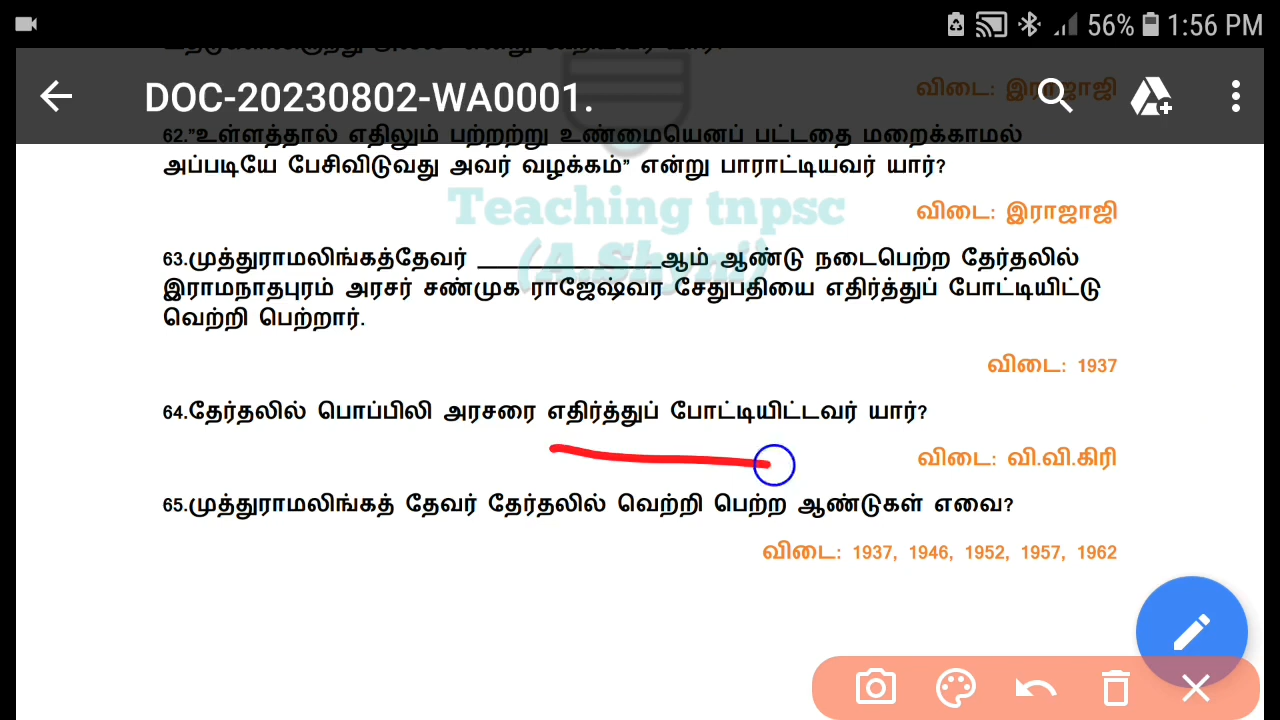 56% 1:56 PM
DOC-20230802-WA0001.
விடை: இராஜாஜி
62."உள்ளத்தால் எதிலும் பற்றற்று உண்மையெனப் பட்டதை மறைக்காமல்
அப்படியே பேசிவிடுவது அவர் வழக்கம்" என்று பாராட்டியவர் யார்?
Teaching tnpsc
விடை: இராஜாஜி
63.முத்துராமலிங்கத்தேவர் ______________ஆம் ஆண்டு நடைபெற்ற தேர்தலில்
இராமநாதபுரம் அரசர் சண்முக ராஜேஷ்வர சேதுபதியை எதிர்த்துப் போட்டியிட்டு
வெற்றி பெற்றார்.
விடை: 1937
64.தேர்தலில் பொப்பிலி அரசரை எதிர்த்துப் போட்டியிட்டவர் யார்?
விடை: வி.வி.கிரி
65.முத்துராமலிங்கத் தேவர் தேர்தலில் வெற்றி பெற்ற ஆண்டுகள் எவை?
விடை: 1937, 1946, 1952, 1957, 1962